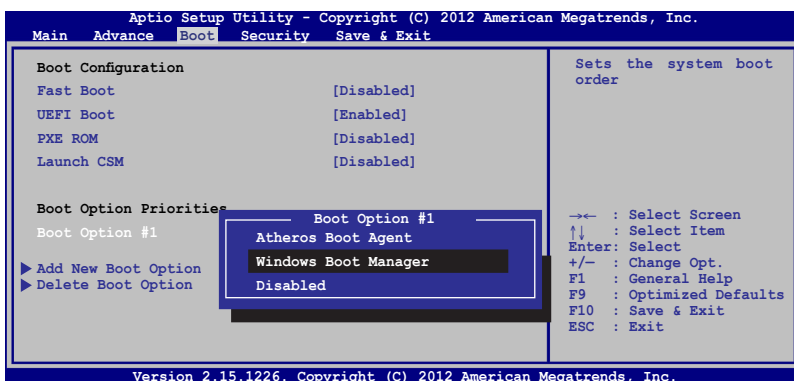 Aptio Setup Utility - Copyright (C) 2012 American Megatrends, Inc.
Main Advance Boot Security Save & Exit
Boot Configuration
Fast Boot [Disabled]
UEFI Boot [Enabled]
PXE ROM [Disabled]
Launch CSM [Disabled]
Boot Option Priorities
Boot Option #1
Add New Boot Option
Delete Boot Option
Boot Option #1
Atheros Boot Agent
Windows Boot Manager
Disabled
Sets the system boot
order
→← : Select Screen
↑↓ : Select Item
Enter: Select
+/— : Change Opt.
F1 : General Help
F9 : Optimized Defaults
F10 : Save & Exit
ESC : Exit
Version 2.15.1226. Copyright (C) 2012 American Megatrends, Inc.